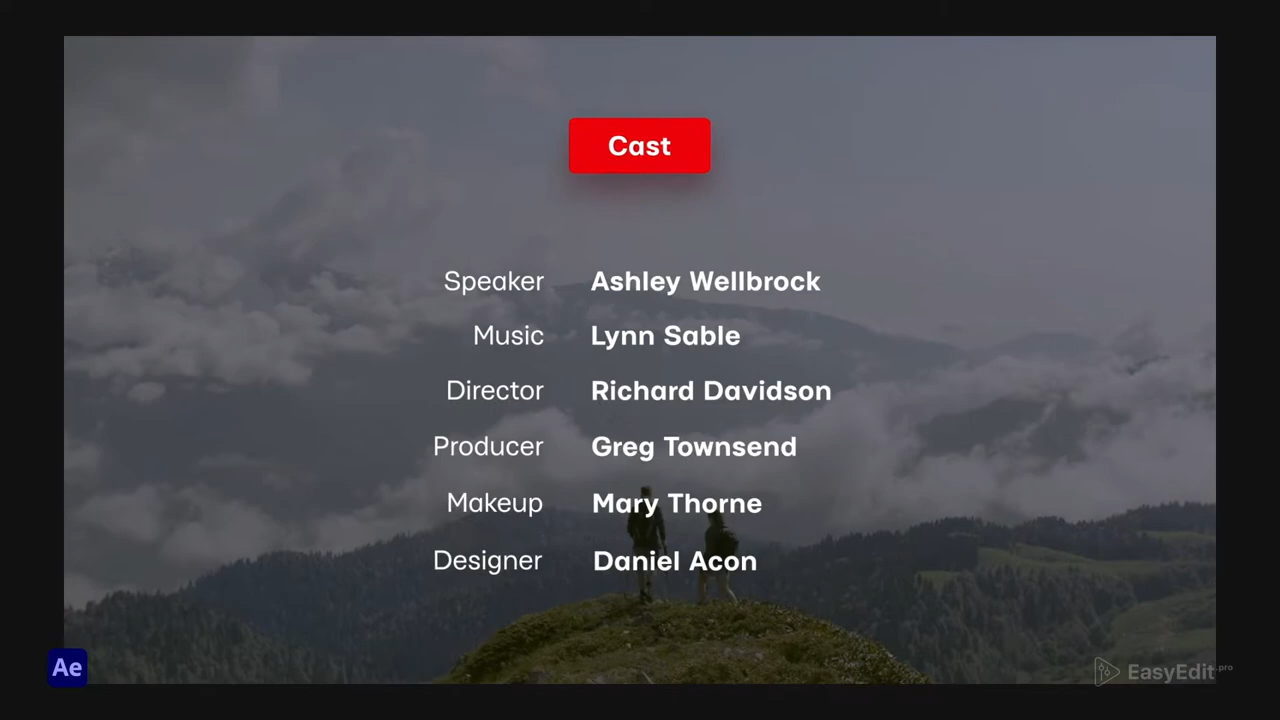 Cast
Speaker Ashley Wellbrock
Music Lynn Sable
Director Richard Davidson
Producer Greg Townsend
Makeup Mary Thorne
Designer Daniel Acon
Ae
EasyEdit.pro